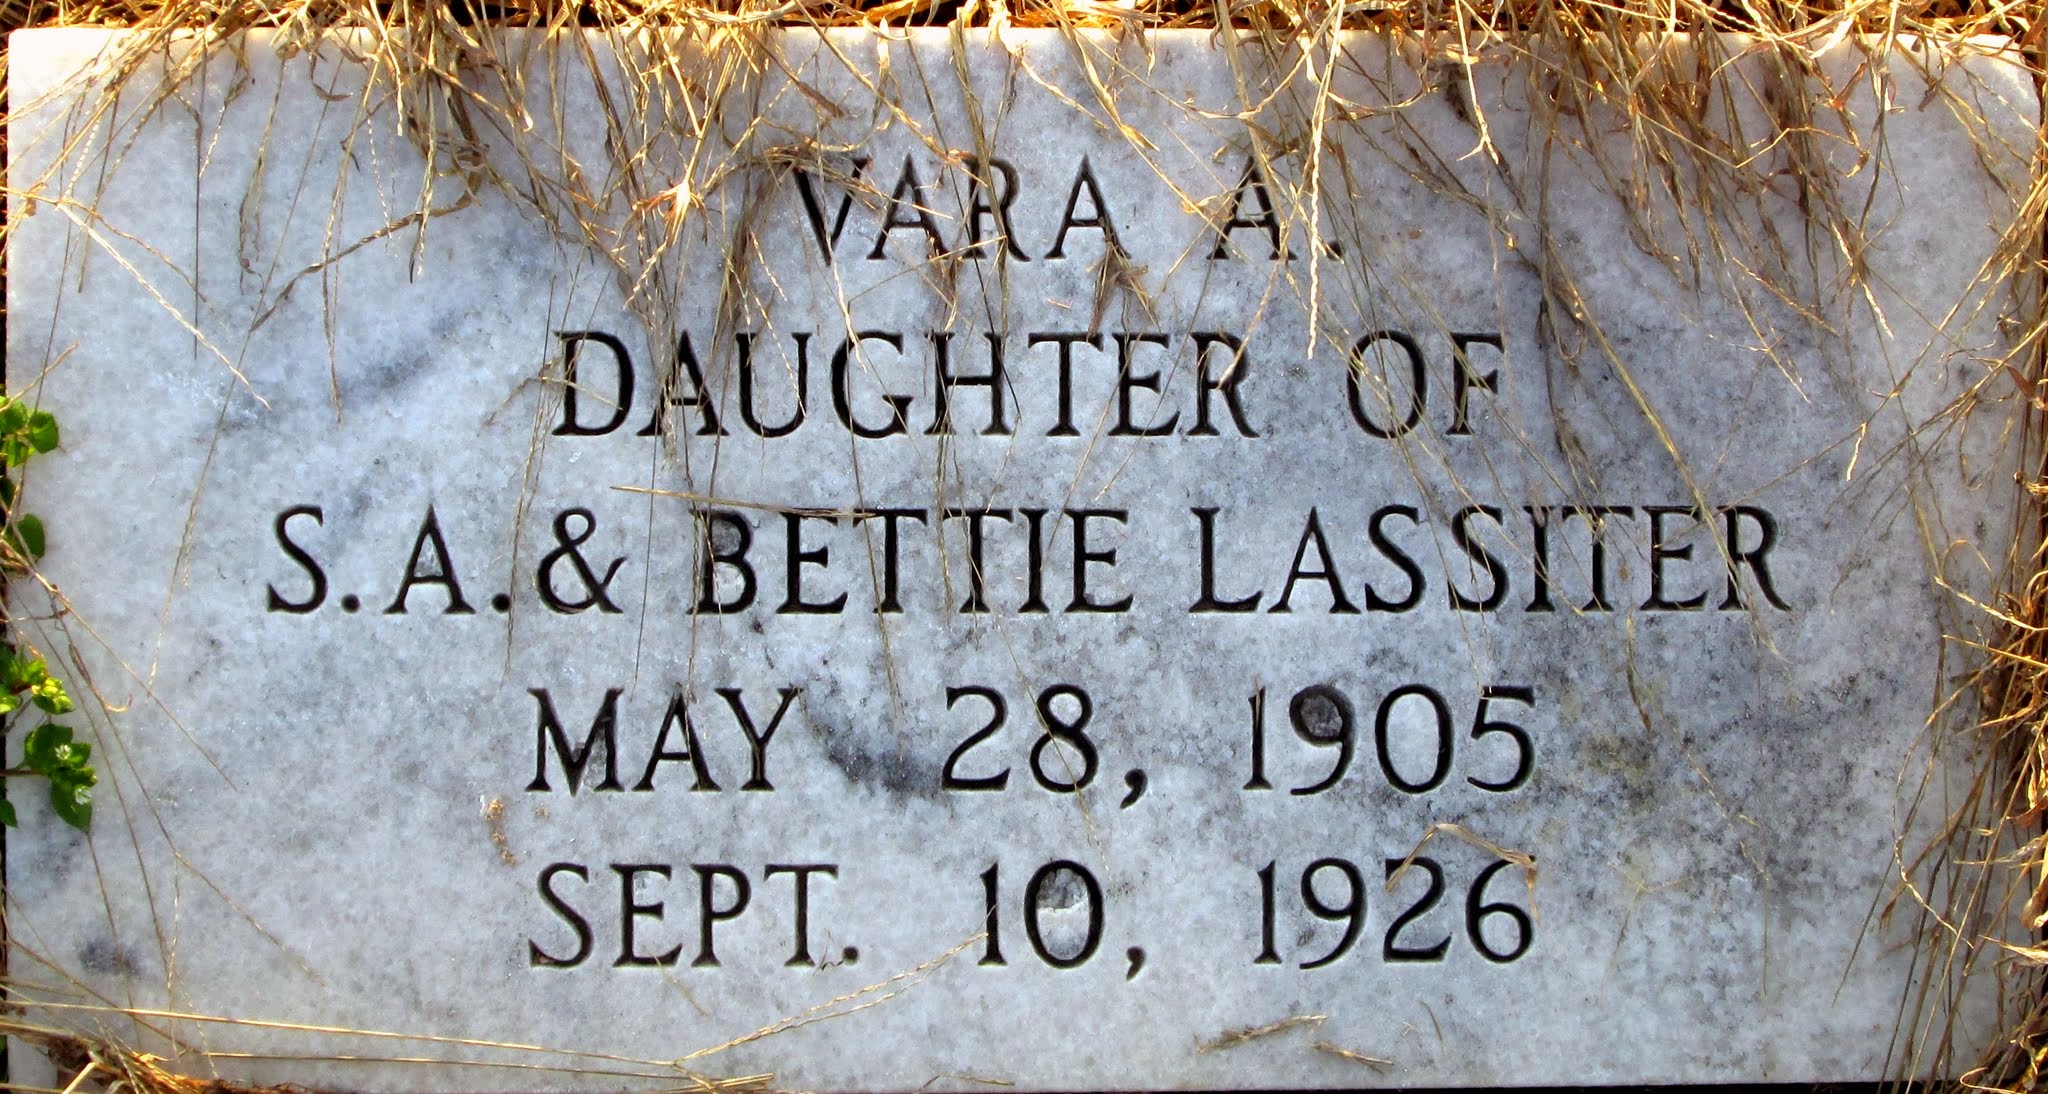 VARA A.
DAUGHTER OF
S.A. & BETTIE LASSITER
MAY 28, 1905
SEPT. 10, 1926